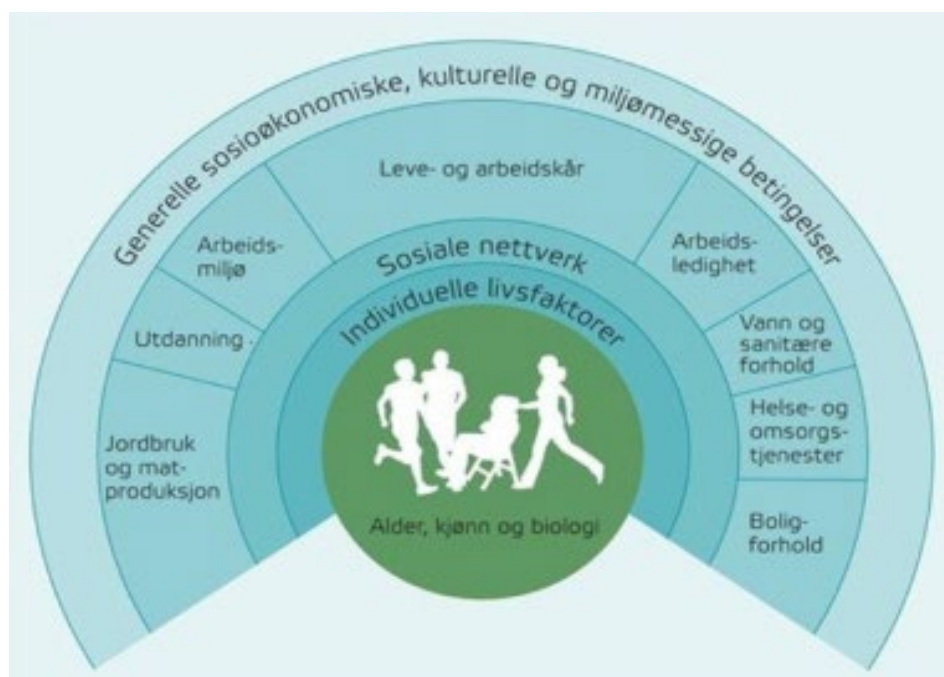 Generelle sosioøkonomiske, kulturelle og miljømessige betingelser
Leve- og arbeidskår
Arbeids-
miljø
Arbeids-
ledighet
Sosiale nettverk
Individuelle livsfaktorer
Utdanning
Vann og
sanitære
forhold
Jordbruk
og mat-
produksjon
Helse- og
omsorgs-
tjenester
Alder, kjønn og biologi
Bolig-
forhold